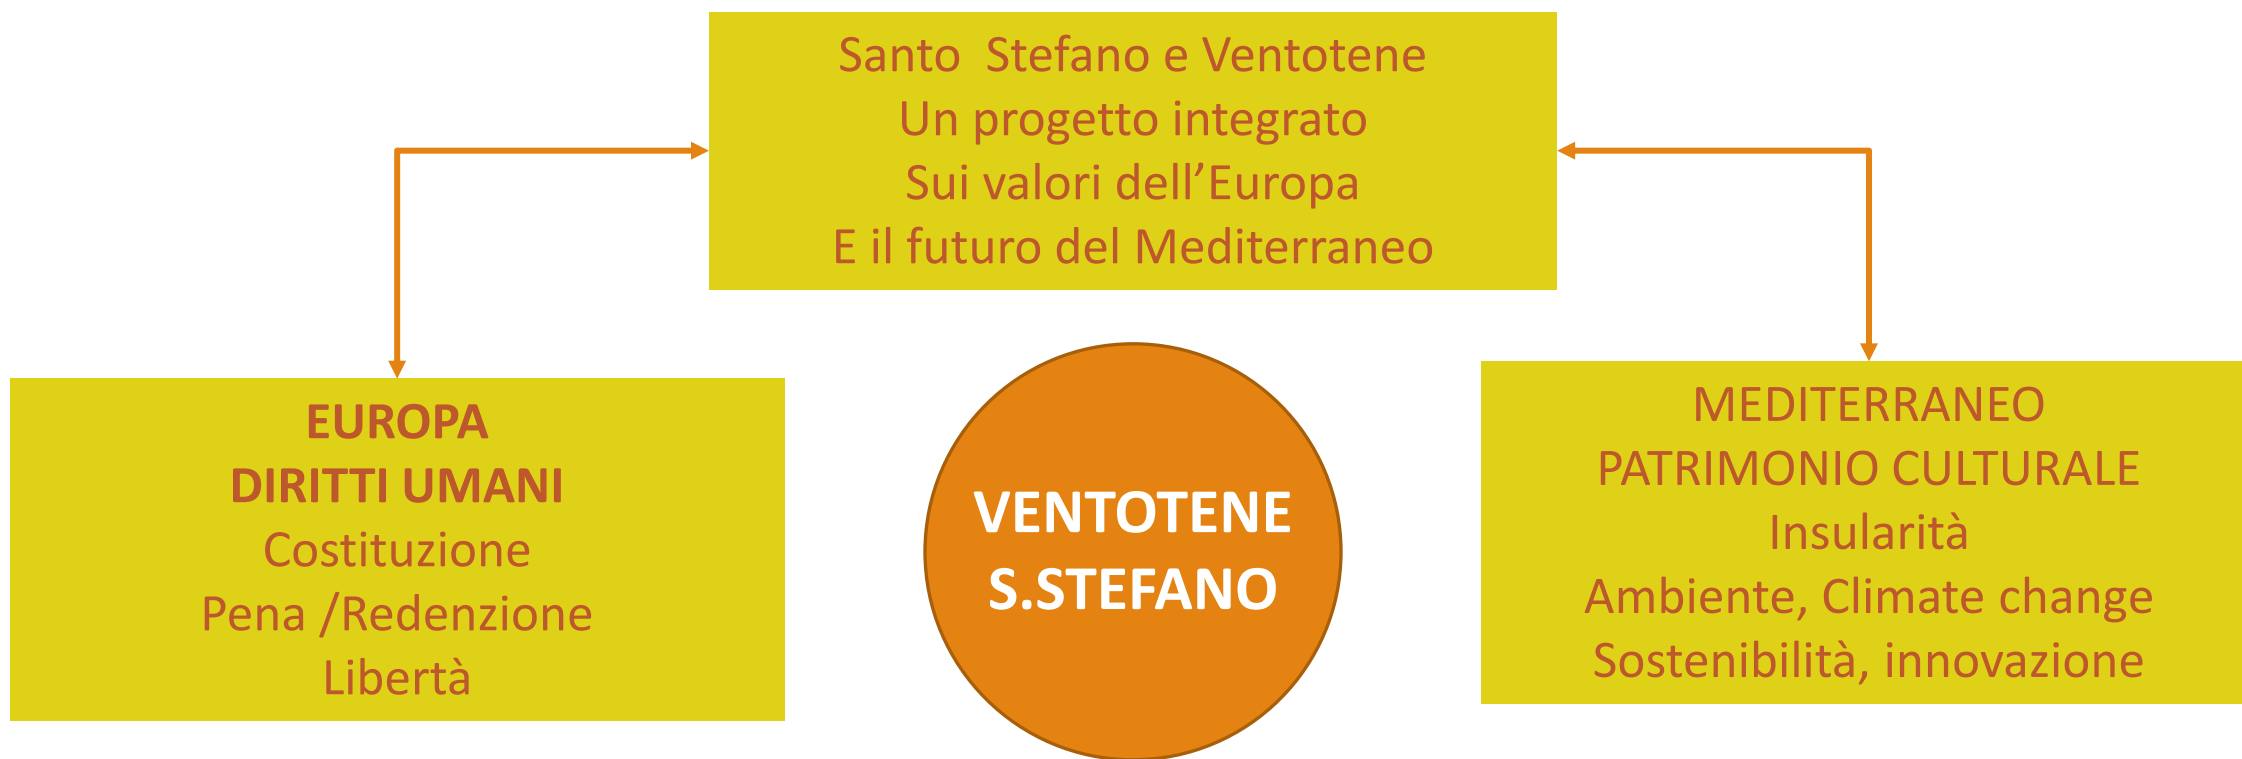 Santo  Stefano e Ventotene
Un progetto integrato
Sui valori dell’Europa
E il futuro del Mediterraneo
EUROPA
DIRITTI UMANI
Costituzione
Pena /Redenzione
Libertà
VENTOTENE
S.STEFANO
MEDITERRANEO
PATRIMONIO CULTURALE
Insularità
Ambiente, Climate change
Sostenibilità, innovazione